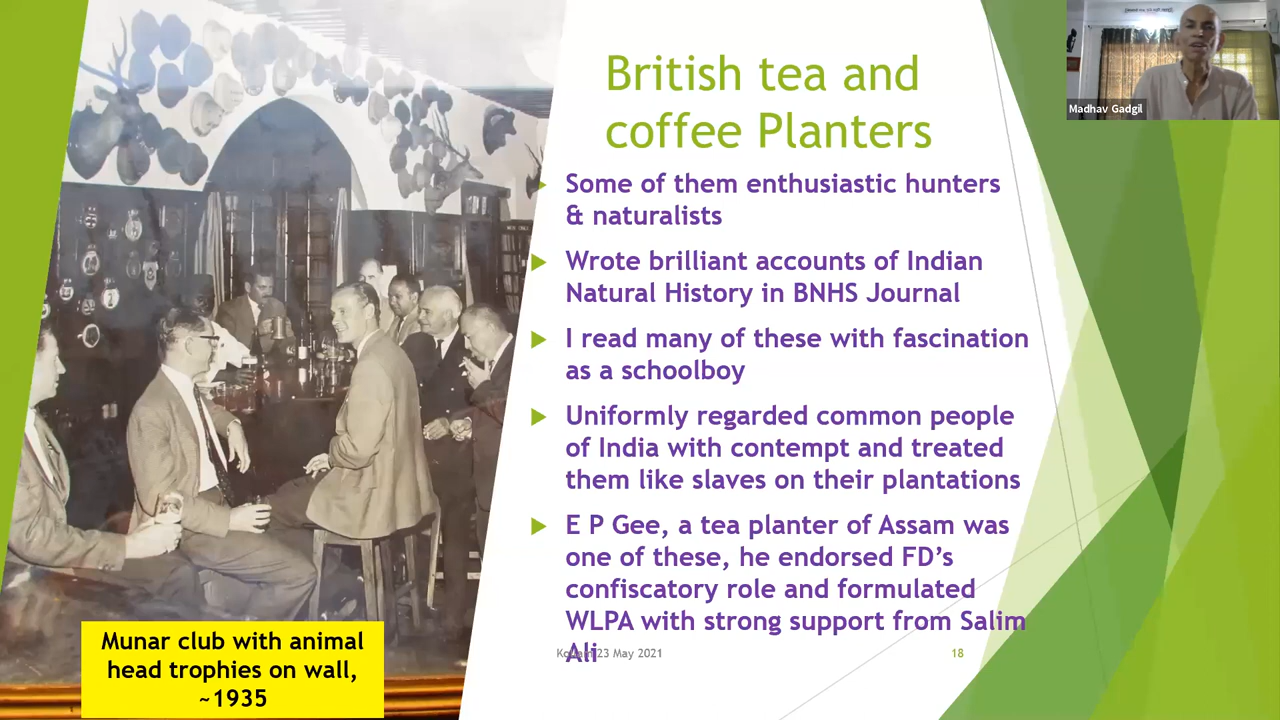 British tea and
coffee Planters
Some of them enthusiastic hunters
& naturalists
Wrote brilliant accounts of Indian
Natural History in BNHS Journal
I read many of these with fascination
as a schoolboy
Uniformly regarded common people
of India with contempt and treated
them like slaves on their plantations
E P Gee, a tea planter of Assam was
one of these, he endorsed FD's
confiscatory role and formulated
WLPA with strong support from Salim
Ali
23 May 2021
18
Munar club with animal
head trophies on wall,
~1935
Madhav Gadgil